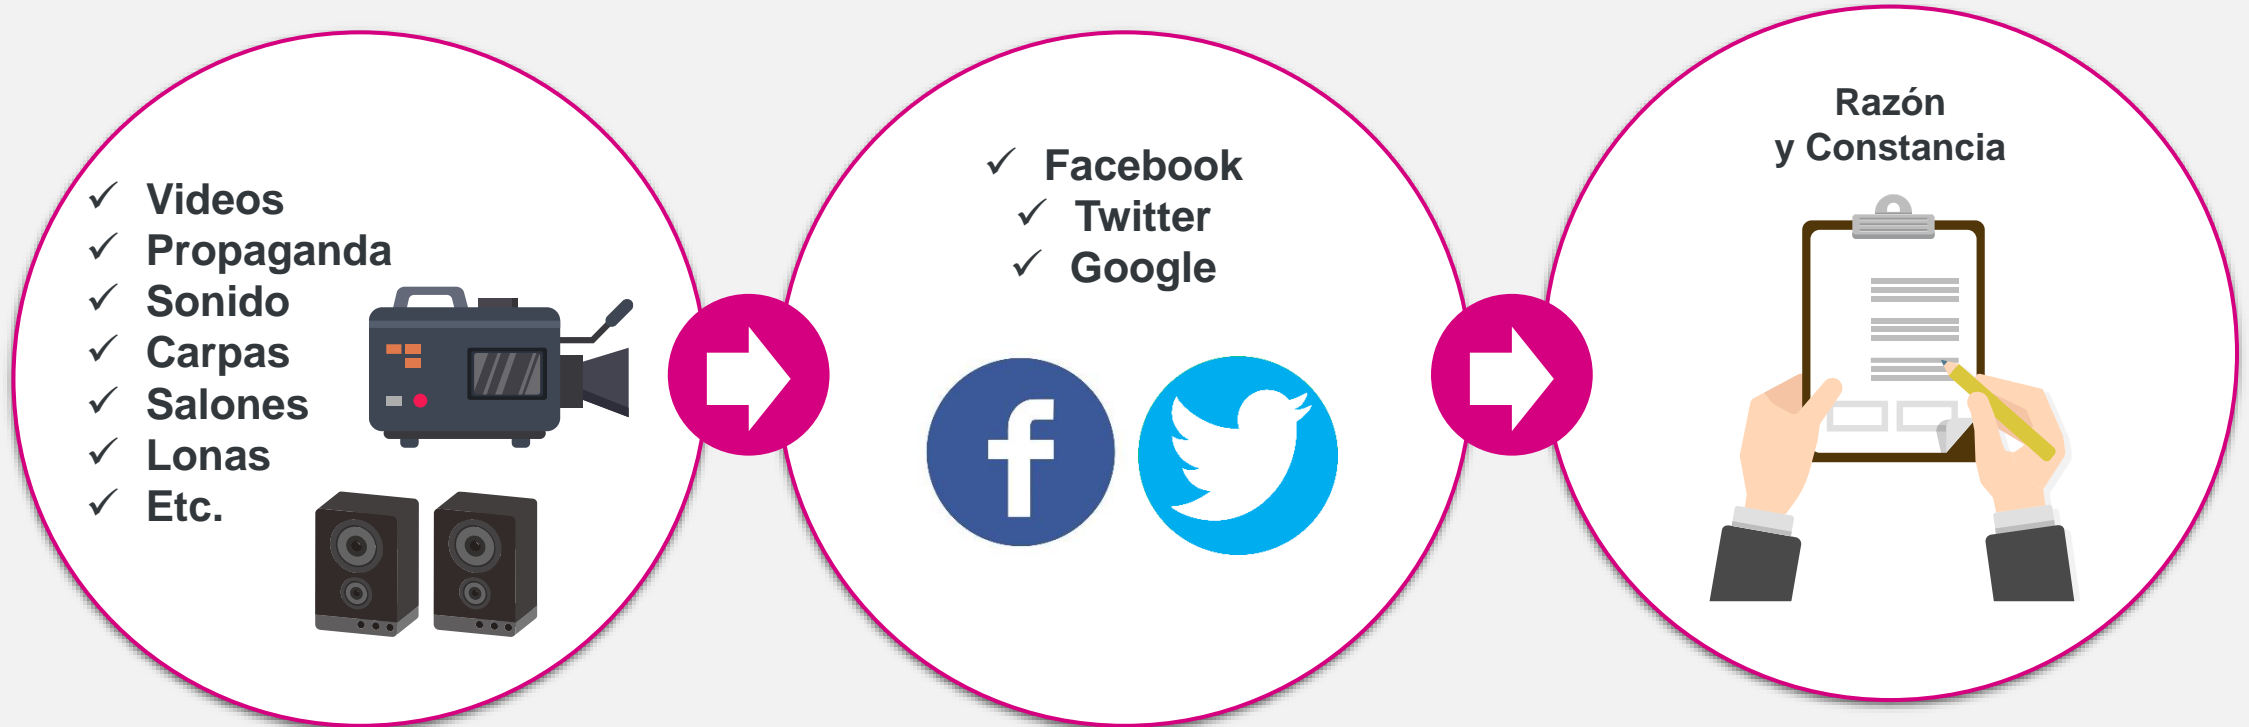 ✓ Videos
✓ Propaganda
✓ Sonido
✓ Carpas
✓ Salones
✓ Lonas
✓ Etc.
✓ Facebook
✓ Twitter
✓ Google
Razón
y Constancia